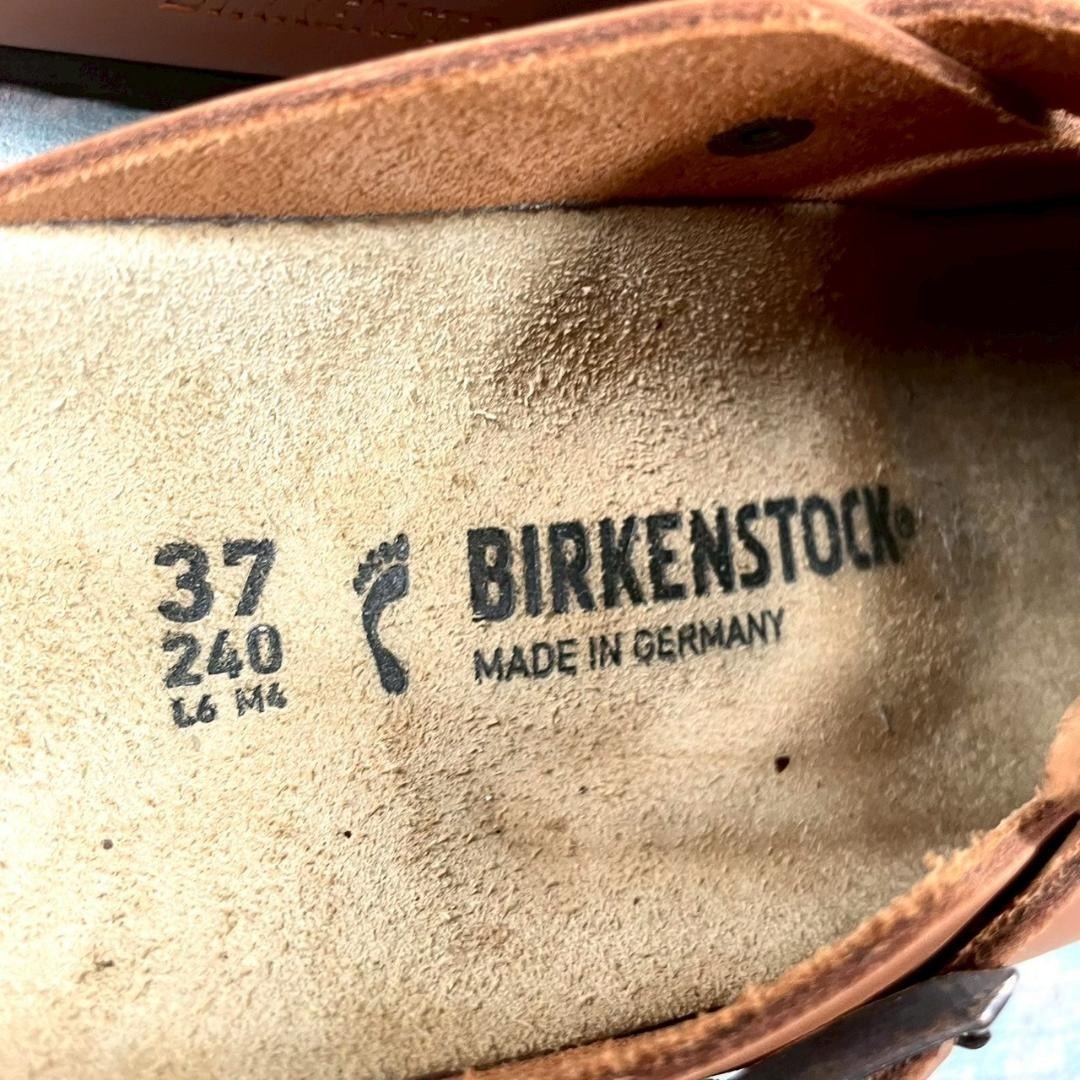 37
240
L6 M4
BIRKENSTOCK®
MADE IN GERMANY